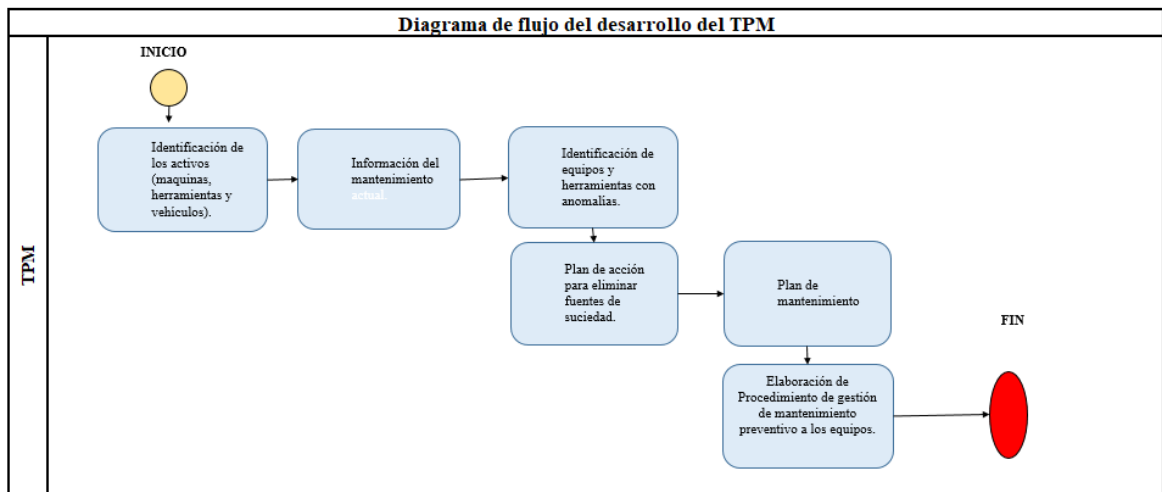 Diagrama de flujo del desarrollo del TPM
TPM
INICIO
Identificación de
los activos
(maquinas,
herramientas y
vehículos).
Información del
mantenimiento
actual.
Identificación de
equipos y
herramientas con
anomalías.
Plan de acción
para eliminar
fuentes de
suciedad.
Plan de
mantenimiento
Elaboración de
Procedimiento de gestión
de mantenimiento
preventivo a los equipos.
FIN